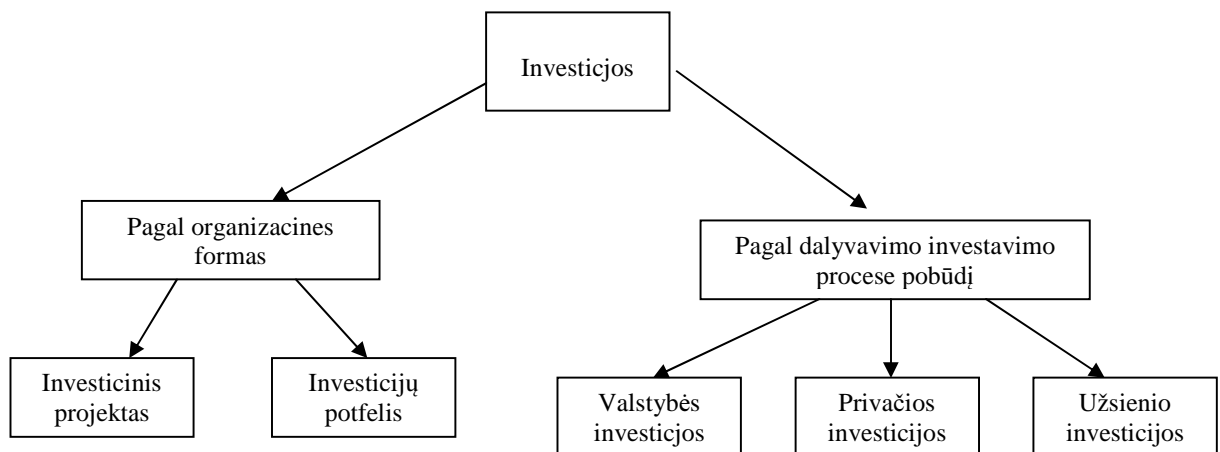 Investicjos
Pagal organizacines
formas
Pagal dalyvavimo investavimo
procese pobūdį
Investicinis
projektas
Investicijų
potfelis
Valstybės
investicjos
Privačios
investicijos
Užsienio
investicijos